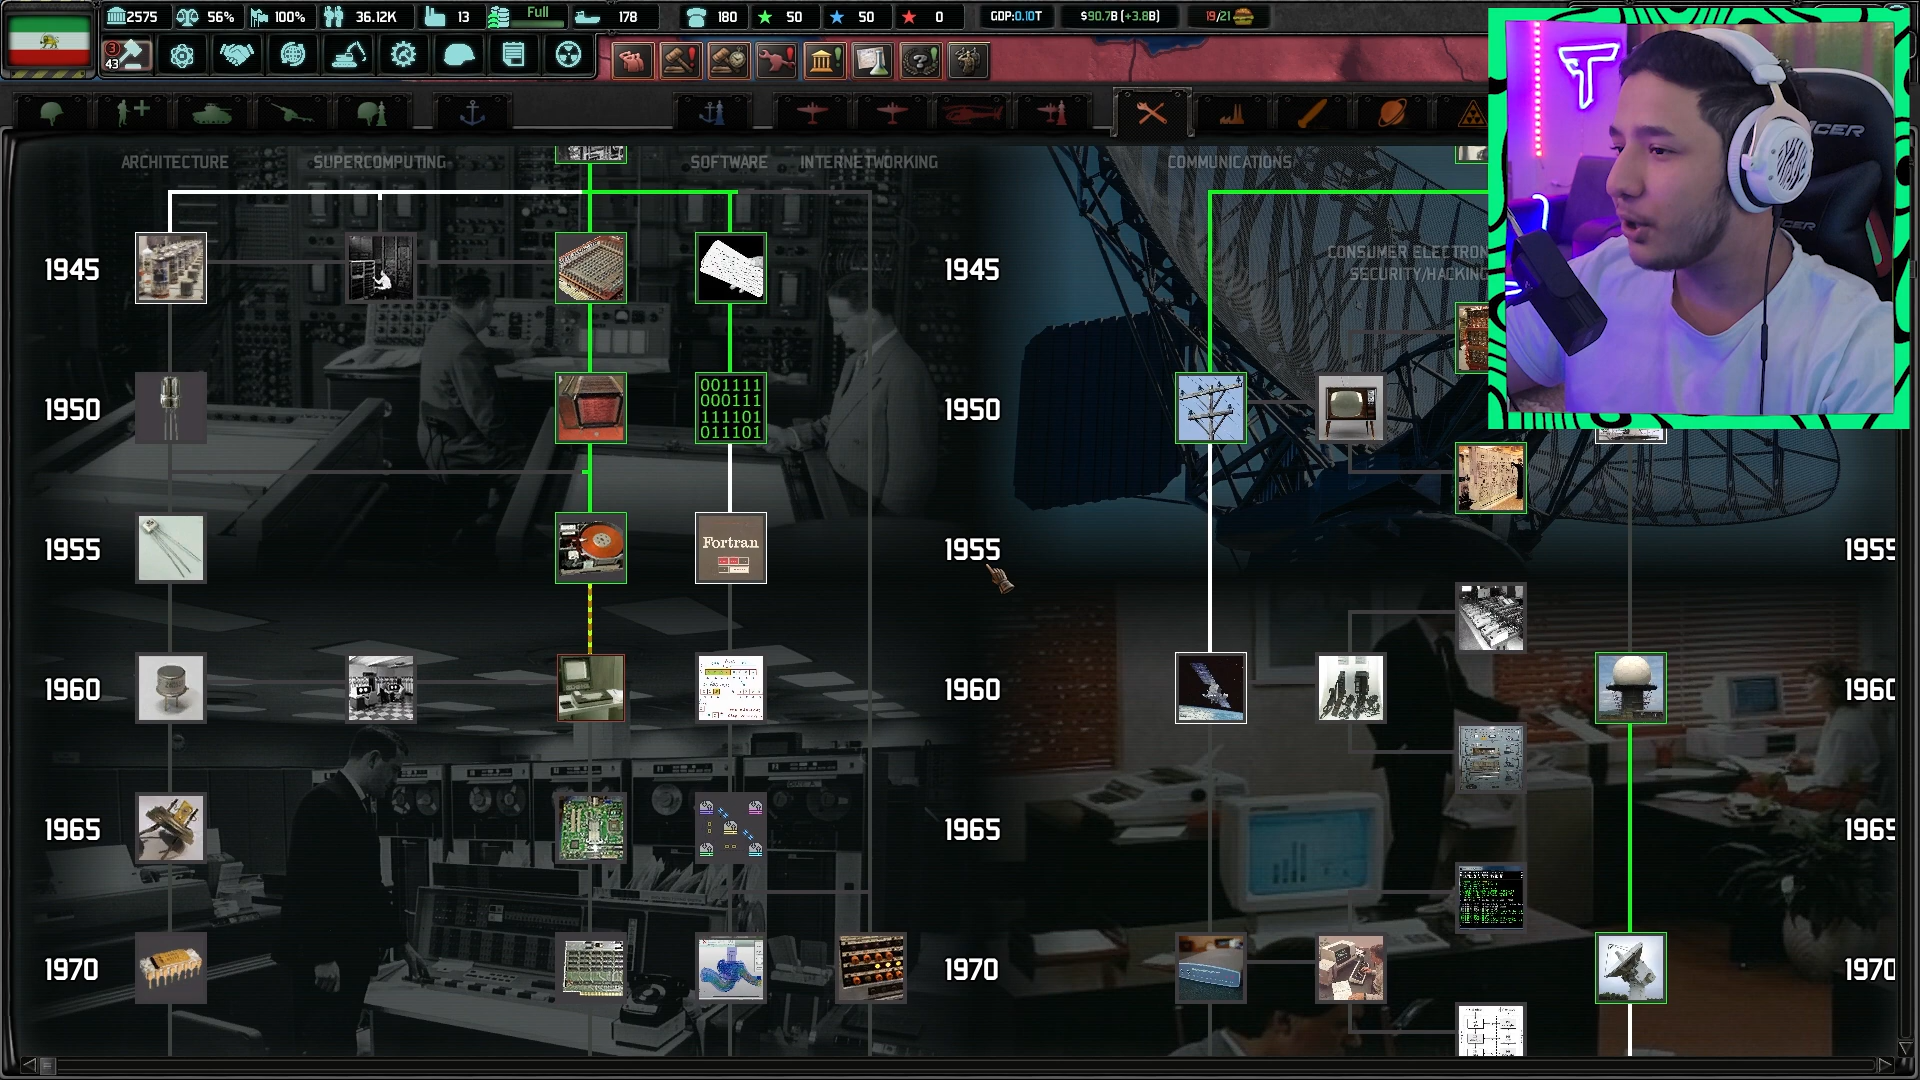 2575 56% 100% 36.12K 13 Full 178 180 50 50 0 GDP:0.10T $90.7B (+3.8B) 19/21
3
43
ARCHITECTURE SUPERCOMPUTING SOFTWARE INTERNETWORKING COMMUNICATIONS
CONSUMER ELECTRON
SECURITY/HACKING
1945 1945
1950 1950
001111
000111
111101
011101
1955 1955 1955
Fortran
1960 1960 1960
1965 1965 1965
1970 1970 1970